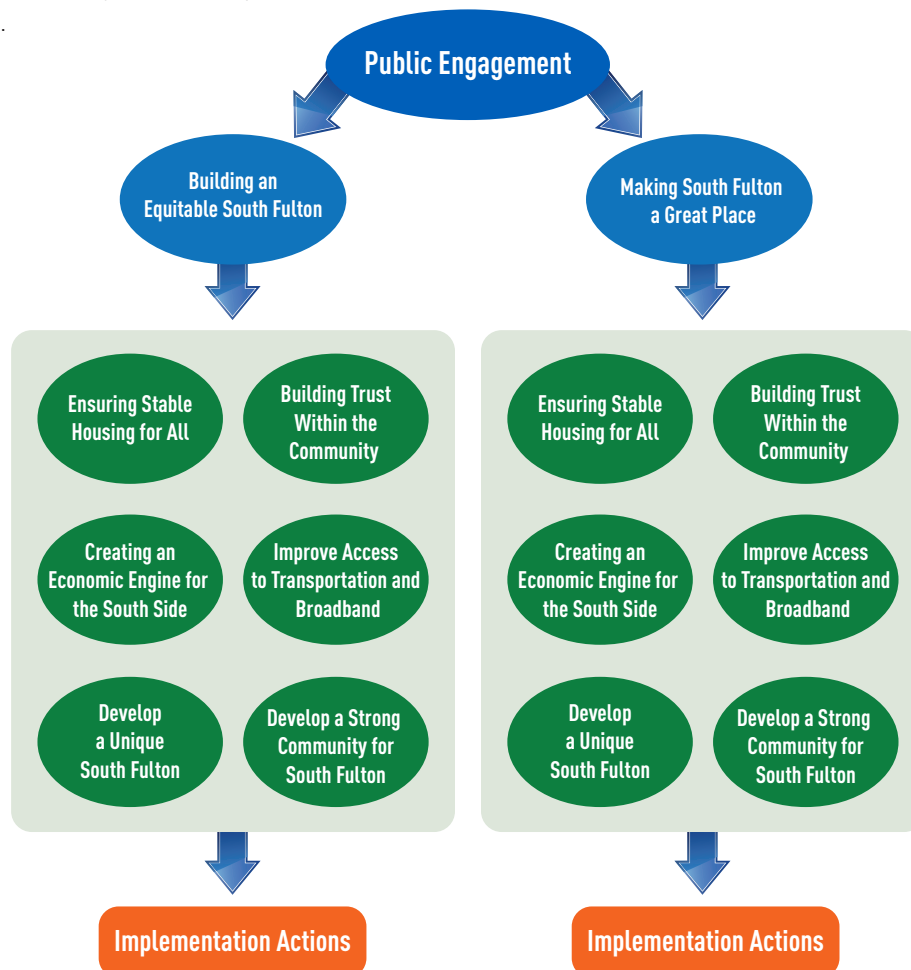 Public Engagement
Building an
Equitable South Fulton
Making South Fulton
a Great Place
Ensuring Stable
Housing for All
Building Trust
Within the
Community
Creating an
Economic Engine for
the South Side
Improve Access
to Transportation and
Broadband
Develop
a Unique
South Fulton
Develop a Strong
Community for
South Fulton
Ensuring Stable
Housing for All
Building Trust
Within the
Community
Creating an
Economic Engine for
the South Side
Improve Access
to Transportation and
Broadband
Develop
a Unique
South Fulton
Develop a Strong
Community for
South Fulton
Implementation Actions
Implementation Actions